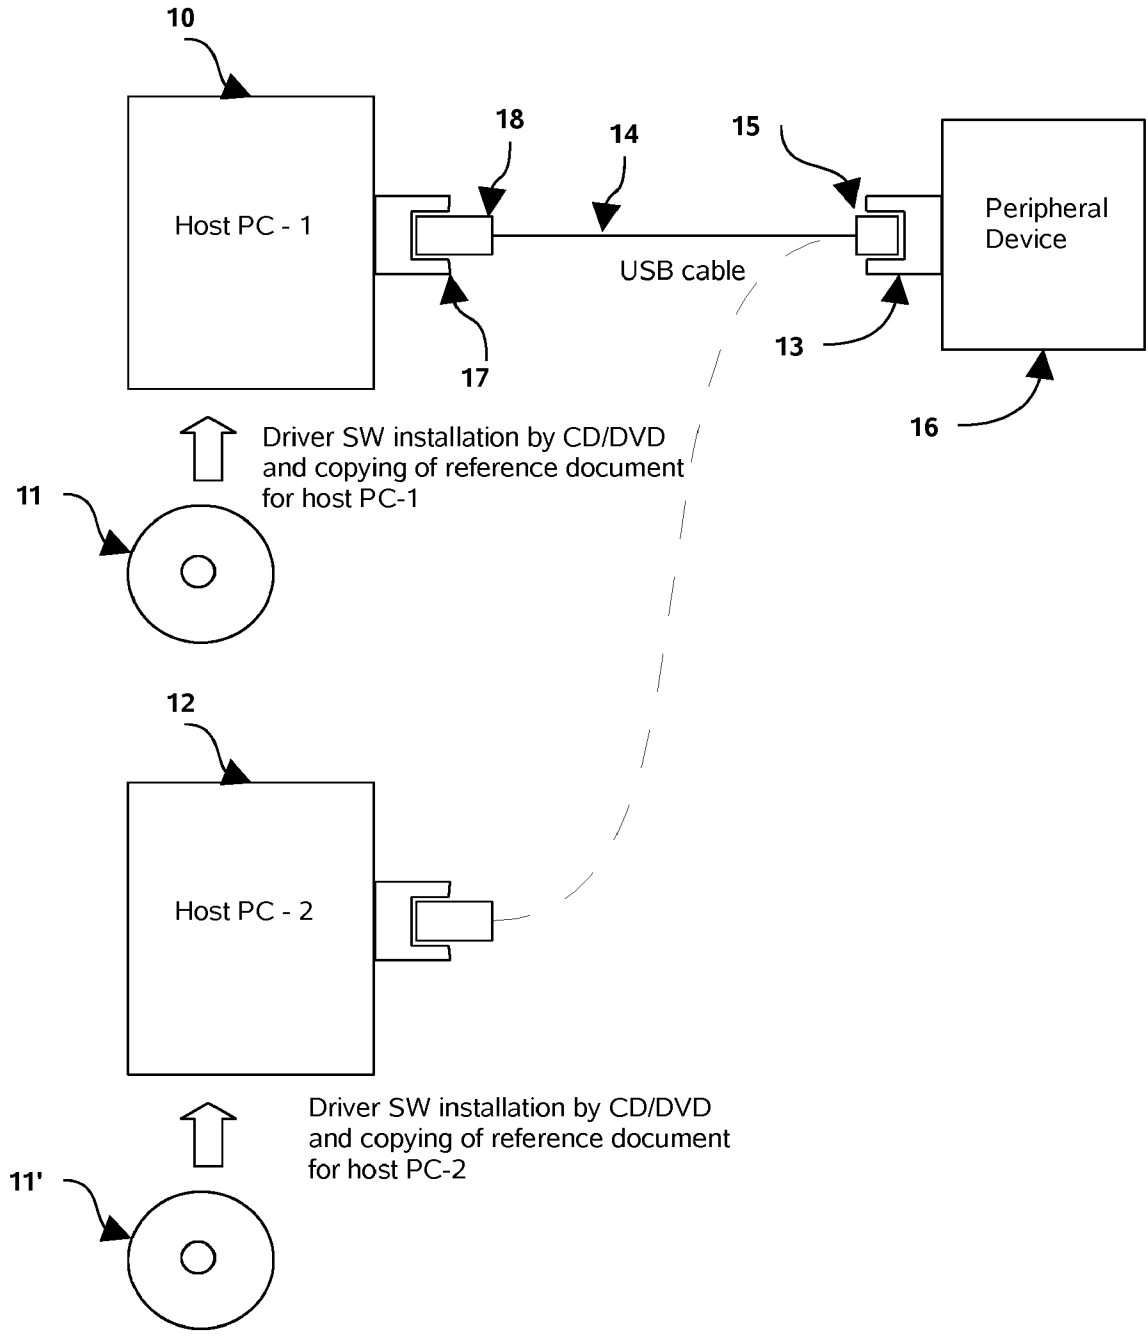 10
18
14
15
Host PC - 1
Peripheral
Device
USB cable
13
17
16
Driver SW installation by CD/DVD
and copying of reference document
for host PC-1
11
12
Host PC - 2
Driver SW installation by CD/DVD
and copying of reference document
for host PC-2
11'